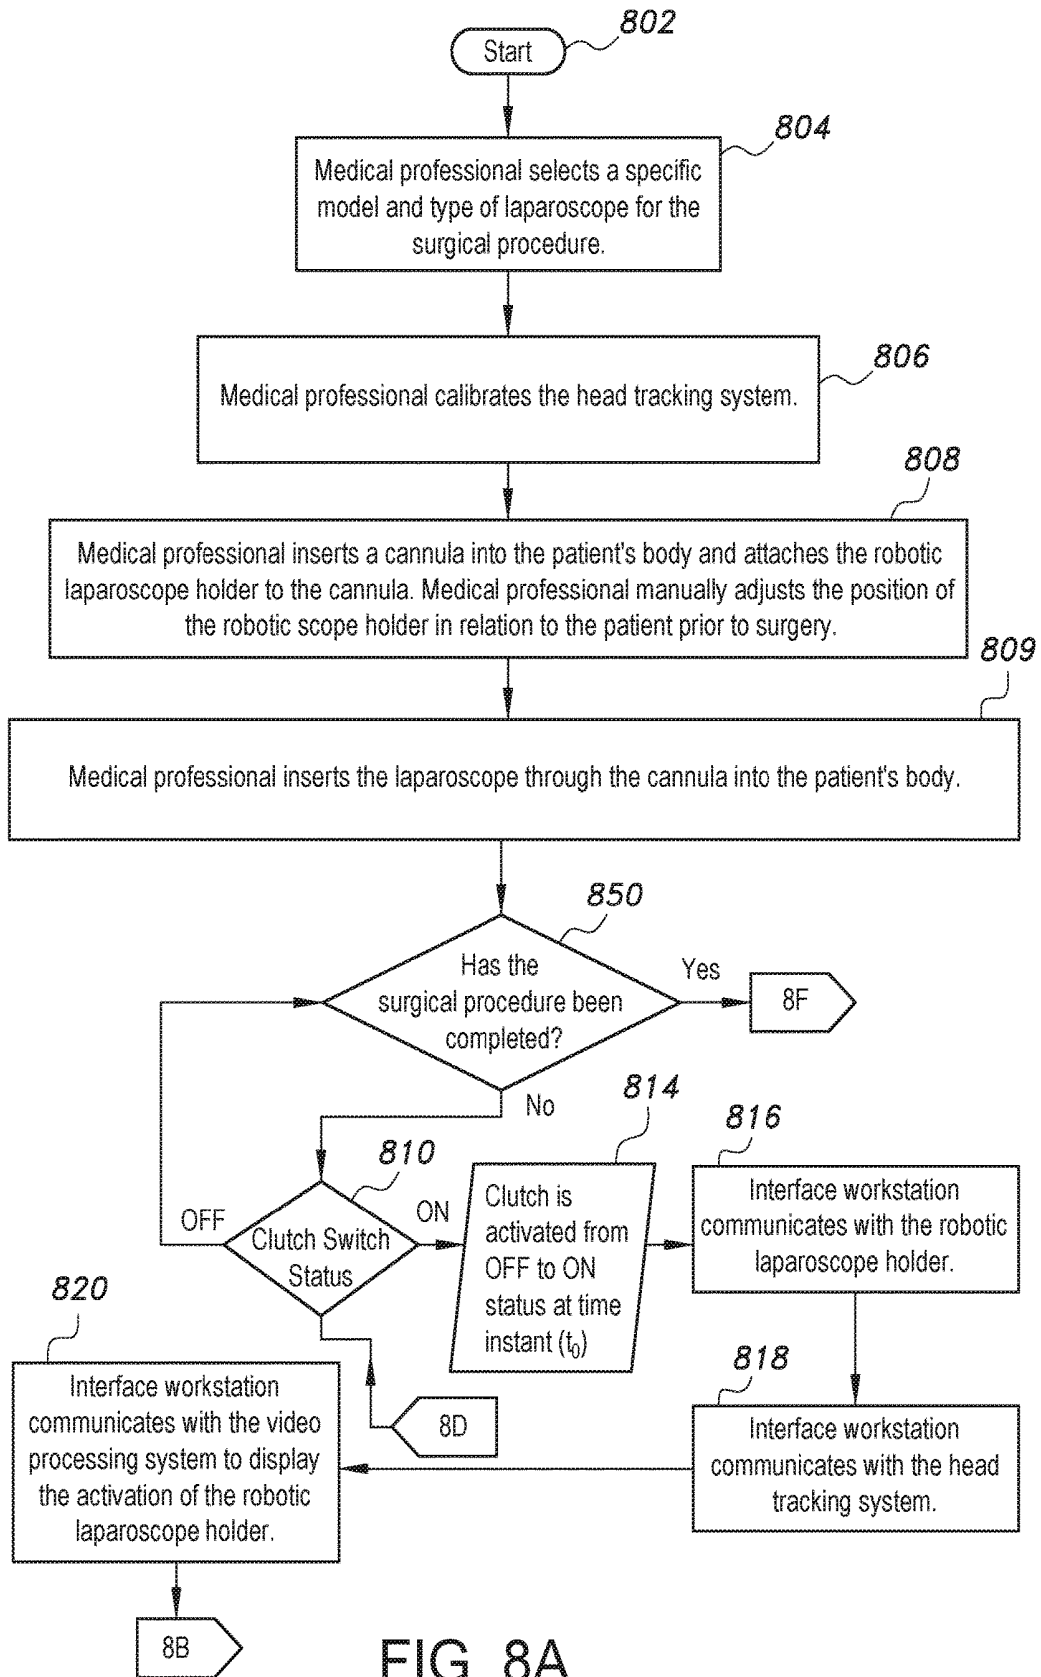 802
Start
804
Medical professional selects a specific
model and type of laparoscope for the
surgical procedure.
806
Medical professional calibrates the head tracking system.
808
Medical professional inserts a cannula into the patient's body and attaches the robotic
laparoscope holder to the cannula. Medical professional manually adjusts the position of
the robotic scope holder in relation to the patient prior to surgery.
809
Medical professional inserts the laparoscope through the cannula into the patient's body.
850
Has the
surgical procedure been
completed?
Yes
8F
No
810
Clutch Switch
Status
OFF
ON
814
Clutch is
activated from
OFF to ON
status at time
instant (t₀)
816
Interface workstation
communicates with the robotic
laparoscope holder.
818
Interface workstation
communicates with the head
tracking system.
820
Interface workstation
communicates with the video
processing system to display
the activation of the robotic
laparoscope holder.
8D
8B
FIG. 8A